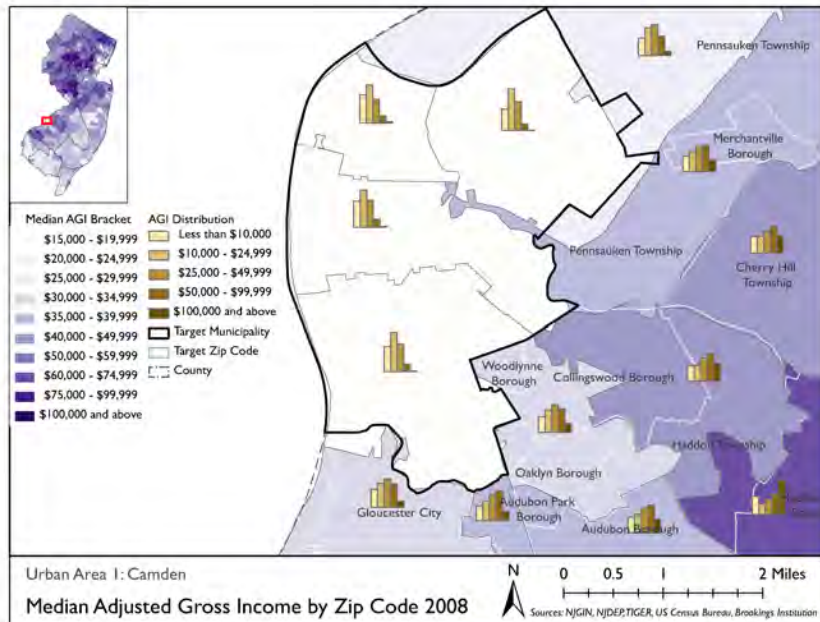 Pennsauken Township
Merchantville
Borough
Pennsauken Township
Cherry Hill
Township
Woodlynne
Borough
Collingswood Borough
Haddon Township
Oaklyn Borough
Gloucester City
Audubon Park
Borough
Audubon Borough
Median AGI Bracket
$15,000 - $19,999
$20,000 - $24,999
$25,000 - $29,999
$30,000 - $34,999
$35,000 - $39,999
$40,000 - $49,999
$50,000 - $59,999
$60,000 - $74,999
$75,000 - $99,999
$100,000 and above
AGI Distribution
Less than $10,000
$10,000 - $24,999
$25,000 - $49,999
$50,000 - $99,999
$100,000 and above
Target Municipality
Target Zip Code
County
Urban Area 1: Camden
Median Adjusted Gross Income by Zip Code 2008
N
0 0.5 1 2 Miles
Sources: NJGIN, NJDEP,TIGER, US Census Bureau, Brookings Institution